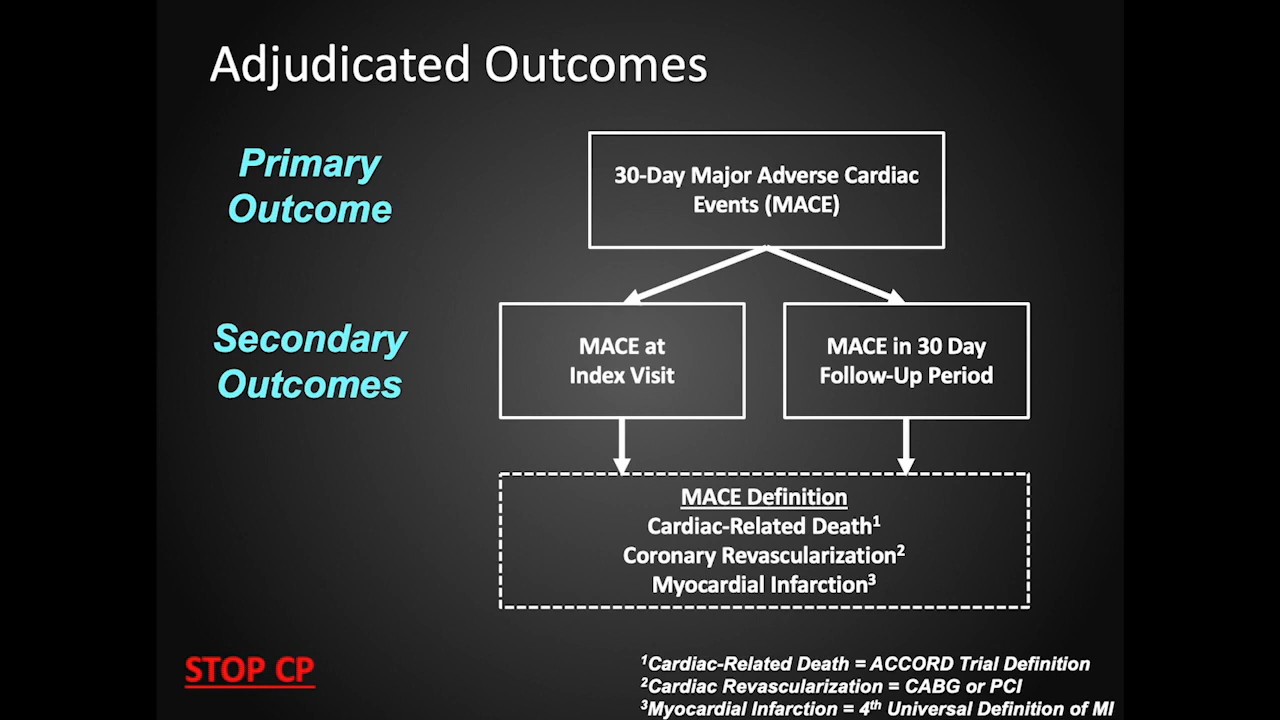 Adjudicated Outcomes
Primary
Outcome
30-Day Major Adverse Cardiac
Events (MACE)
Secondary
Outcomes
MACE at
Index Visit
MACE in 30 Day
Follow-Up Period
MACE Definition
Cardiac-Related Death¹
Coronary Revascularization²
Myocardial Infarction³
STOP CP
¹Cardiac-Related Death = ACCORD Trial Definition
²Cardiac Revascularization = CABG or PCI
³Myocardial Infarction = 4th Universal Definition of MI